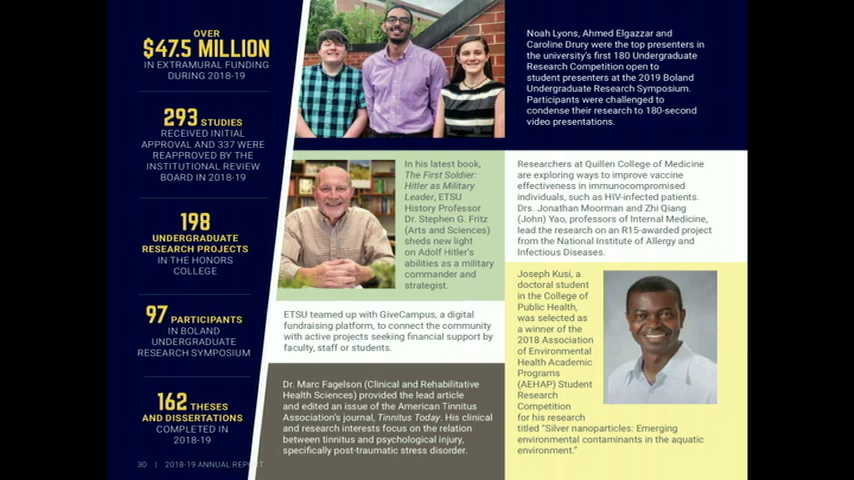 OVER
$47.5 MILLION
IN EXTRAMURAL FUNDING
DURING 2018-19
293 STUDIES
RECEIVED INITIAL
APPROVAL AND 337 WERE
REAPPROVED BY THE
INSTITUTIONAL REVIEW
BOARD IN 2018-19
198
UNDERGRADUATE
RESEARCH PROJECTS
IN THE HONORS
COLLEGE
97 PARTICIPANTS
IN BOLAND
UNDERGRADUATE
RESEARCH SYMPOSIUM
162 THESES
AND DISSERTATIONS
COMPLETED IN
2018-19
30 | 2018-19 ANNUAL REPORT
Noah Lyons, Ahmed Elgazzar and
Caroline Drury were the top presenters in
the university's first 180 Undergraduate
Research Competition open to
student presenters at the 2019 Boland
Undergraduate Research Symposium.
Participants were challenged to
condense their research to 180-second
video presentations.
In his latest book,
The First Soldier:
Hitler as Military
Leader, ETSU
History Professor
Dr. Stephen G. Fritz
(Arts and Sciences)
sheds new light
on Adolf Hitler's
abilities as a military
commander and
strategist.
ETSU teamed up with GiveCampus, a digital
fundraising platform, to connect the community
with active projects seeking financial support by
faculty, staff or students.
Dr. Marc Fagelson (Clinical and Rehabilitative
Health Sciences) provided the lead article
and edited an issue of the American Tinnitus
Association's journal, Tinnitus Today. His clinical
and research interests focus on the relation
between tinnitus and psychological injury,
specifically post-traumatic stress disorder.
Researchers at Quillen College of Medicine
are exploring ways to improve vaccine
effectiveness in immunocompromised
individuals, such as HIV-infected patients.
Drs. Jonathan Moorman and Zhi Qiang
(John) Yao, professors of Internal Medicine,
lead the research on an R15-awarded project
from the National Institute of Allergy and
Infectious Diseases.
Joseph Kusi, a
doctoral student
in the College of
Public Health,
was selected as
a winner of the
2018 Association
of Environmental
Health Academic
Programs
(AEHAP) Student
Research
Competition
for his research
titled "Silver nanoparticles: Emerging
environmental contaminants in the aquatic
environment."